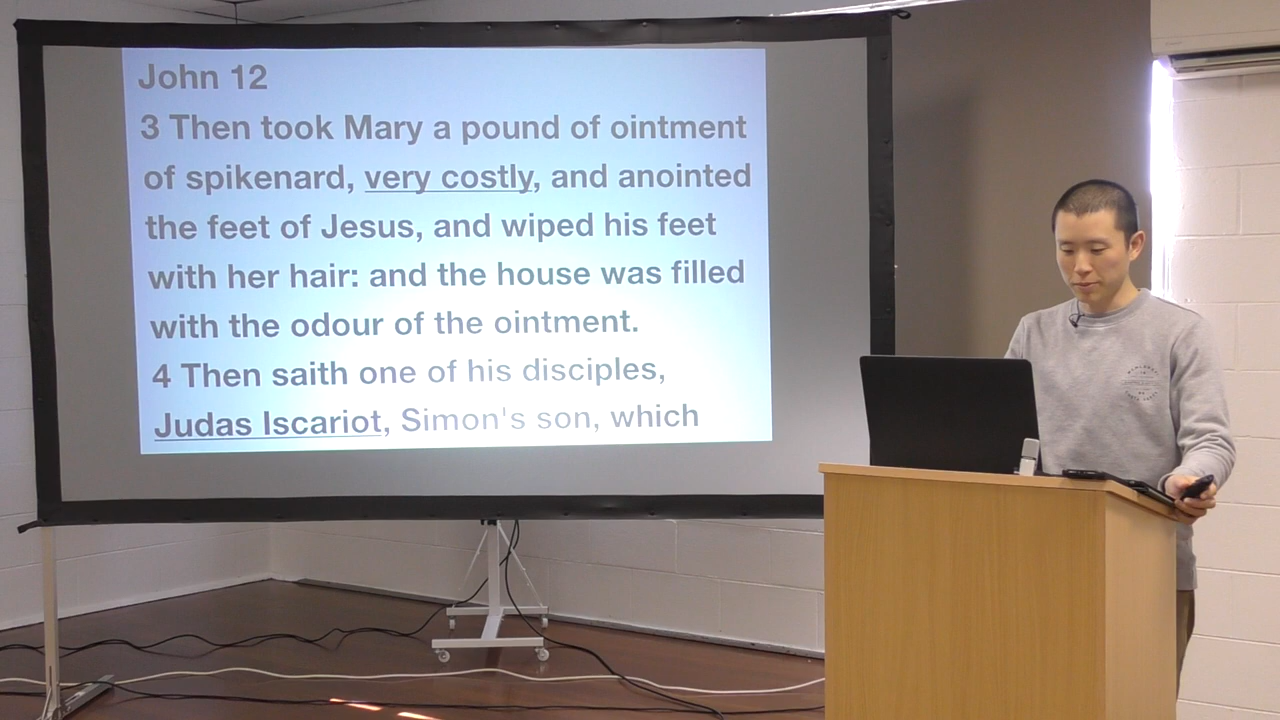 John 12
3 Then took Mary a pound of ointment
of spikenard, very costly, and anointed
the feet of Jesus, and wiped his feet
with her hair: and the house was filled
with the odour of the ointment.
4 Then saith one of his disciples,
Judas Iscariot, Simon's son, which